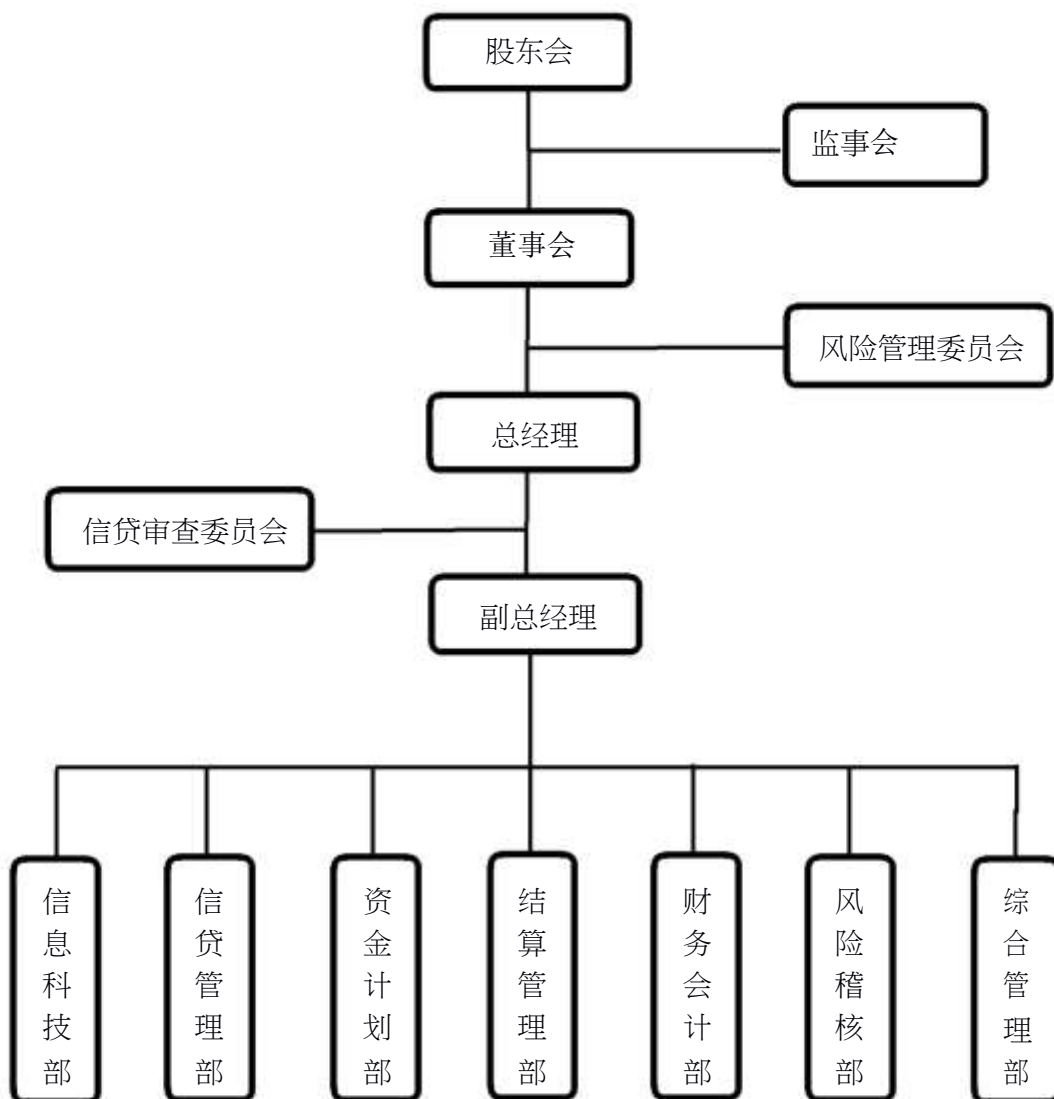 股东会
监事会
董事会
风险管理委员会
总经理
信贷审查委员会
副总经理
信息科技部
信贷管理部
资金计划部
结算管理部
财务会计部
风险稽核部
综合管理部